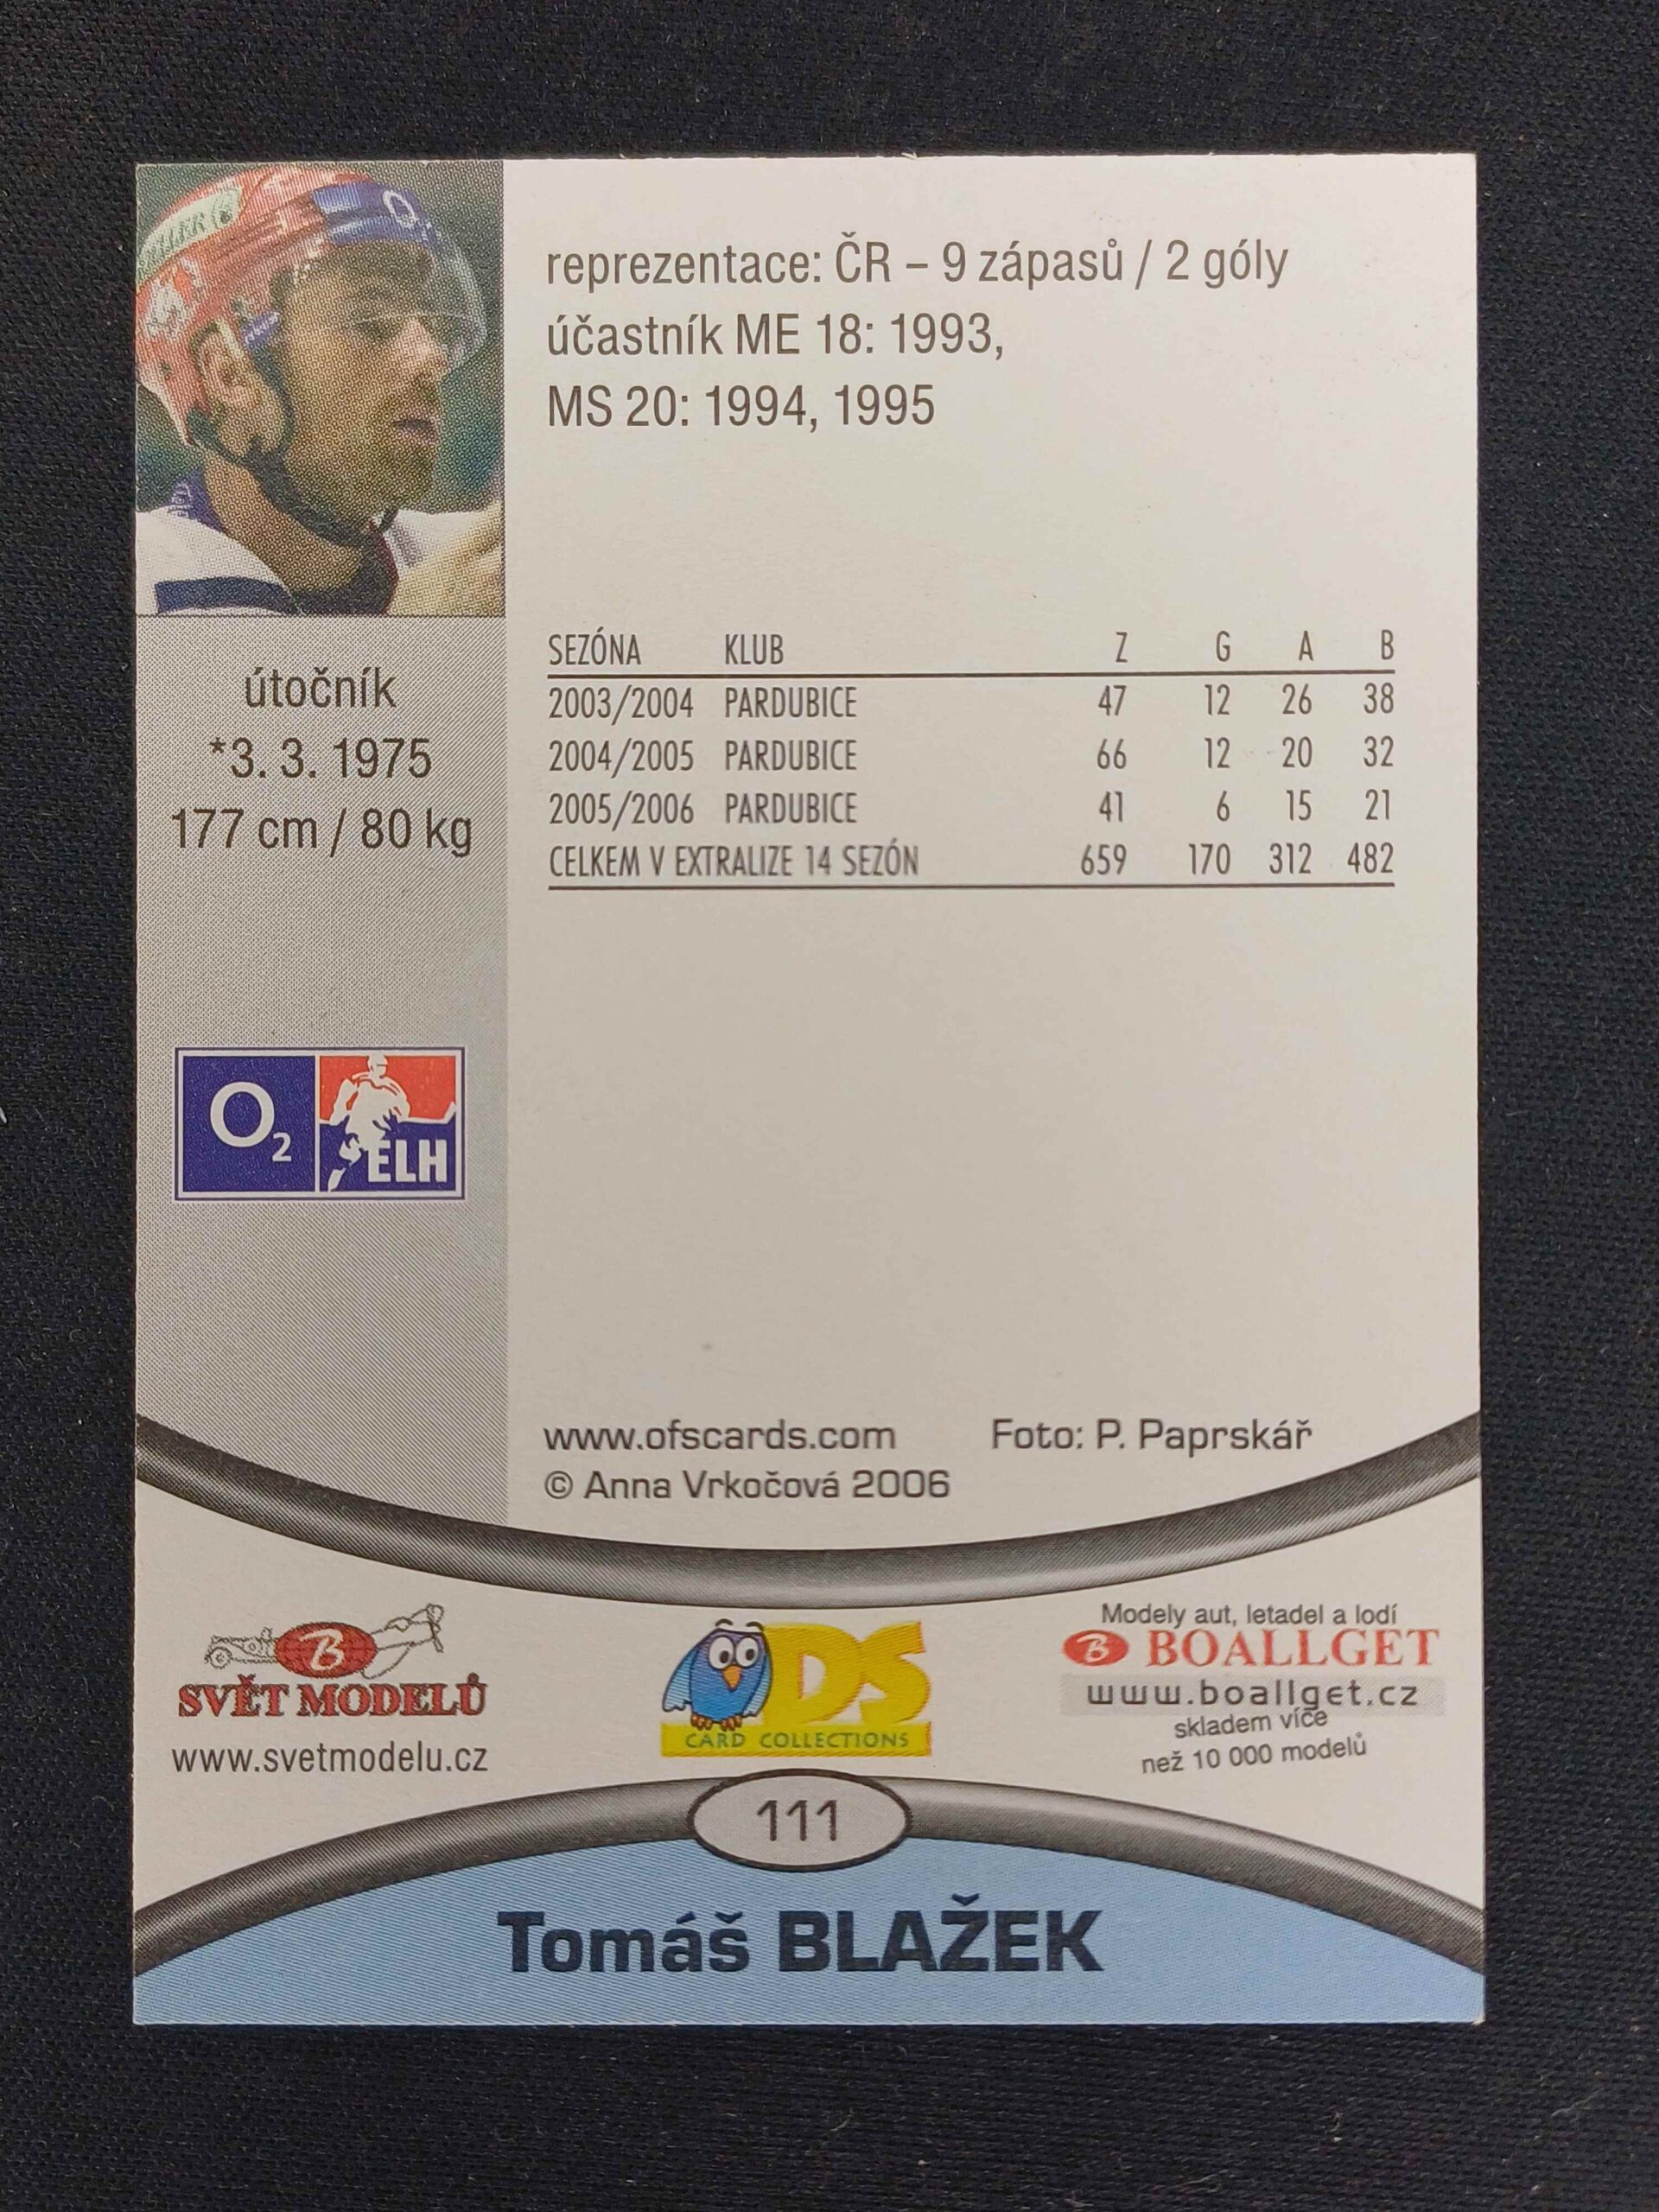 reprezentace: ČR – 9 zápasů / 2 góly
účastník ME 18: 1993,
MS 20: 1994, 1995
útočník
*3. 3. 1975
177 cm / 80 kg
SEZÓNA KLUB Z G A B
2003/2004 PARDUBICE 47 12 26 38
2004/2005 PARDUBICE 66 12 20 32
2005/2006 PARDUBICE 41 6 15 21
CELKEM V EXTRALIZE 14 SEZÓN 659 170 312 482
O2 ELH
www.ofscards.com Foto: P. Paprskář
© Anna Vrkočová 2006
B
SVĚT MODELŮ
www.svetmodelu.cz
DS
CARD COLLECTIONS
Modely aut, letadel a lodí
B BOALLGET
www.boallget.cz
skladem více
než 10 000 modelů
111
Tomáš BLAŽEK